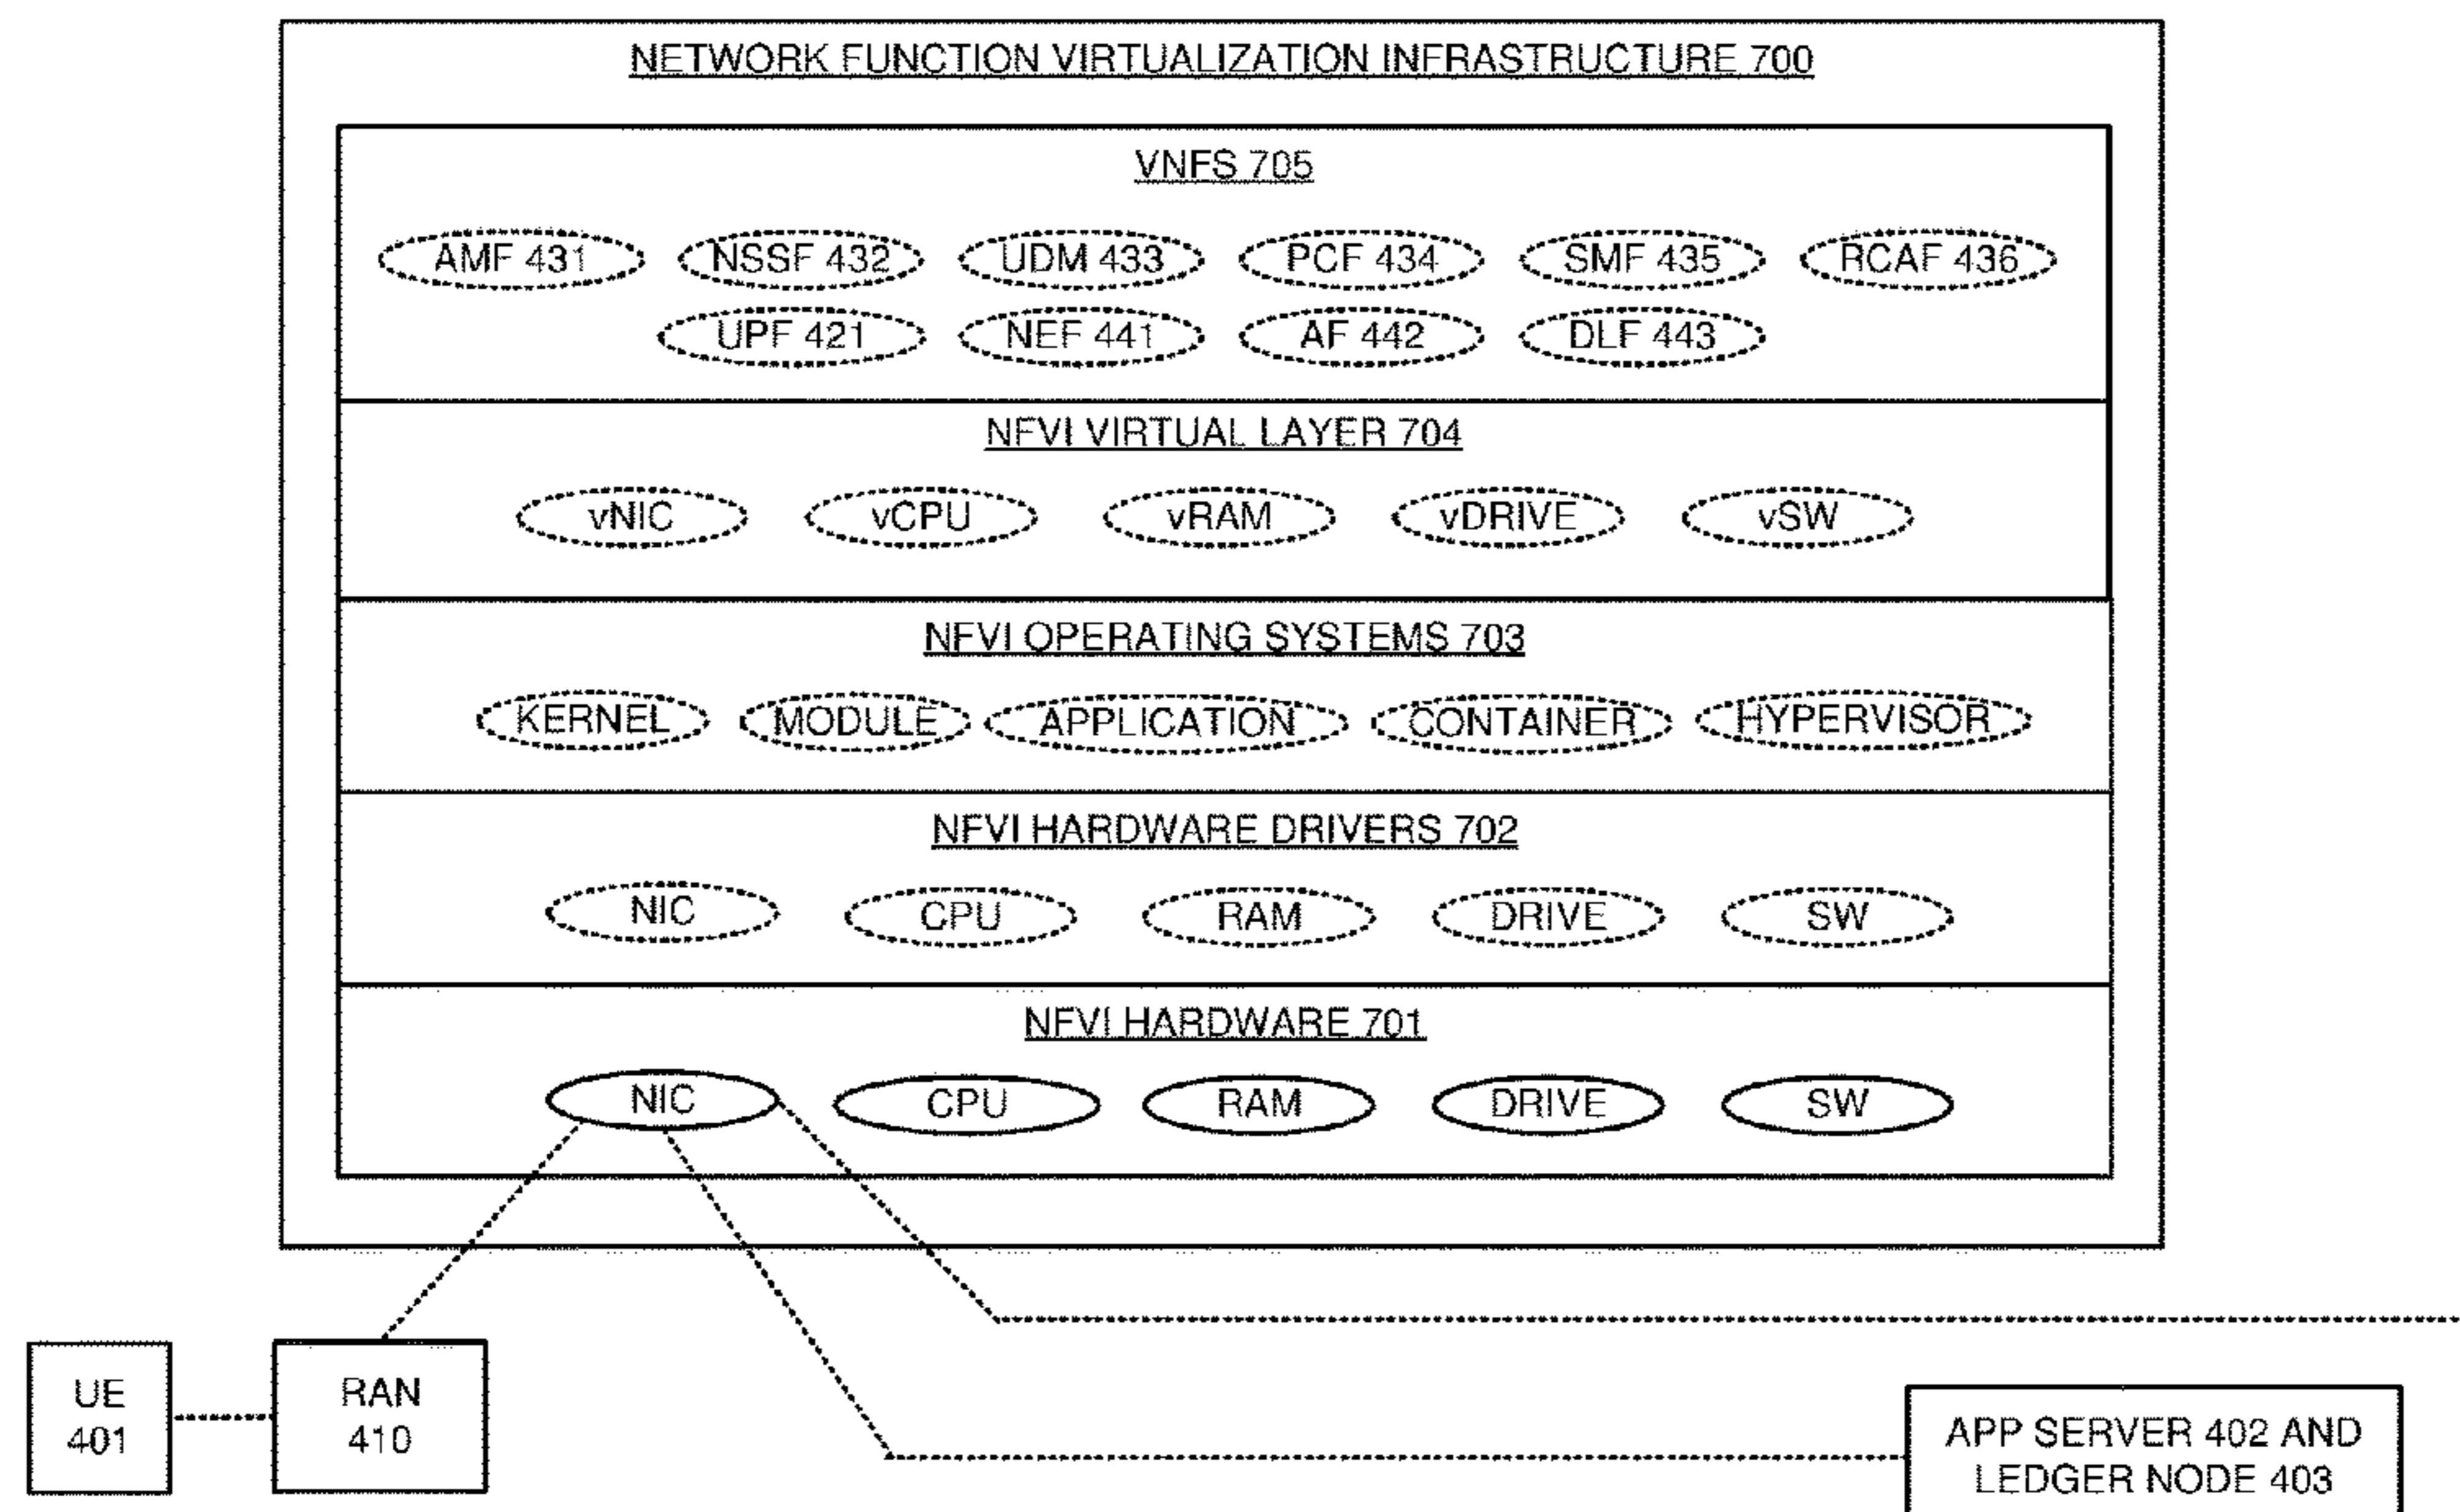 NETWORK FUNCTION VIRTUALIZATION INFRASTRUCTURE 700
VNFS 705
AMF 431 NSSF 432 UDM 433 PCF 434 SMF 435 RCAF 436
UPF 421 NEF 441 AF 442 DLF 443
NFVI VIRTUAL LAYER 704
vNIC vCPU vRAM vDRIVE vSW
NFVI OPERATING SYSTEMS 703
KERNEL MODULE APPLICATION CONTAINER HYPERVISOR
NFVI HARDWARE DRIVERS 702
NIC CPU RAM DRIVE SW
NFVI HARDWARE 701
NIC CPU RAM DRIVE SW
UE
401
RAN
410
APP SERVER 402 AND
LEDGER NODE 403